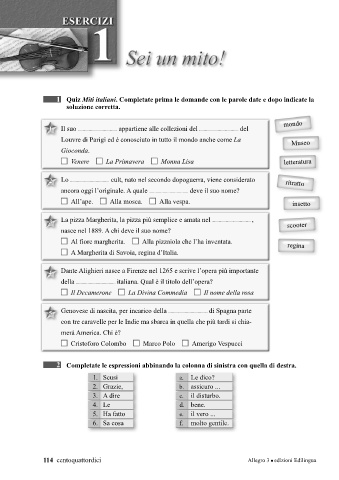 ESERCIZI
1
Sei un mito!
1 Quiz Miti italiani. Completate prima le domande con le parole date e dopo indicate la
soluzione corretta.
Il suo ........................ appartiene alle collezioni del ........................ del
Louvre di Parigi ed è conosciuto in tutto il mondo anche come La
Gioconda.
Venere La Primavera Monna Lisa
Lo ........................ cult, nato nel secondo dopoguerra, viene considerato
ancora oggi l'originale. A quale ........................ deve il suo nome?
All'ape. Alla mosca. Alla vespa.
La pizza Margherita, la pizza più semplice e amata nel ........................ ,
nasce nel 1889. A chi deve il suo nome?
Al fiore margherita. Alla pizzaiola che l'ha inventata.
A Margherita di Savoia, regina d'Italia.
Dante Alighieri nasce a Firenze nel 1265 e scrive l'opera più importante
della ........................ italiana. Qual è il titolo dell'opera?
Il Decamerone La Divina Commedia Il nome della rosa
Genovese di nascita, per incarico della ........................ di Spagna parte
con tre caravelle per le Indie ma sbarca in quella che più tardi si chia-
merà America. Chi è?
Cristoforo Colombo Marco Polo Amerigo Vespucci
mondo
Museo
letteratura
ritratto
insetto
scooter
regina
2 Completate le espressioni abbinando la colonna di sinistra con quella di destra.
1. Scusi
2. Grazie,
3. A dire
4. Le
5. Ha fatto
6. Sa cosa
a. Le dico?
b. assicuro ...
c. il disturbo.
d. bene.
e. il vero ...
f. molto gentile.
114 centoquattordici
Allegro 3 ● edizioni Edilingua